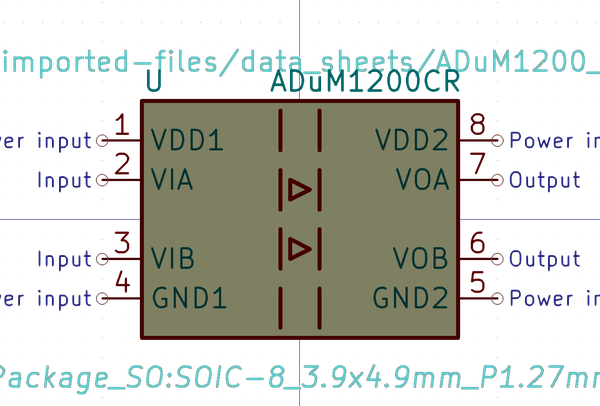 imported-files/data_sheets/ADuM1200_
U ADuM1200CR
er input 1 VDD1 VDD2 8 Power in
Input 2 VIA VOA 7 Output
Input 3 VIB VOB 6 Output
er input 4 GND1 GND2 5 Power in
Package_SO:SOIC-8_3.9x4.9mm_P1.27mm